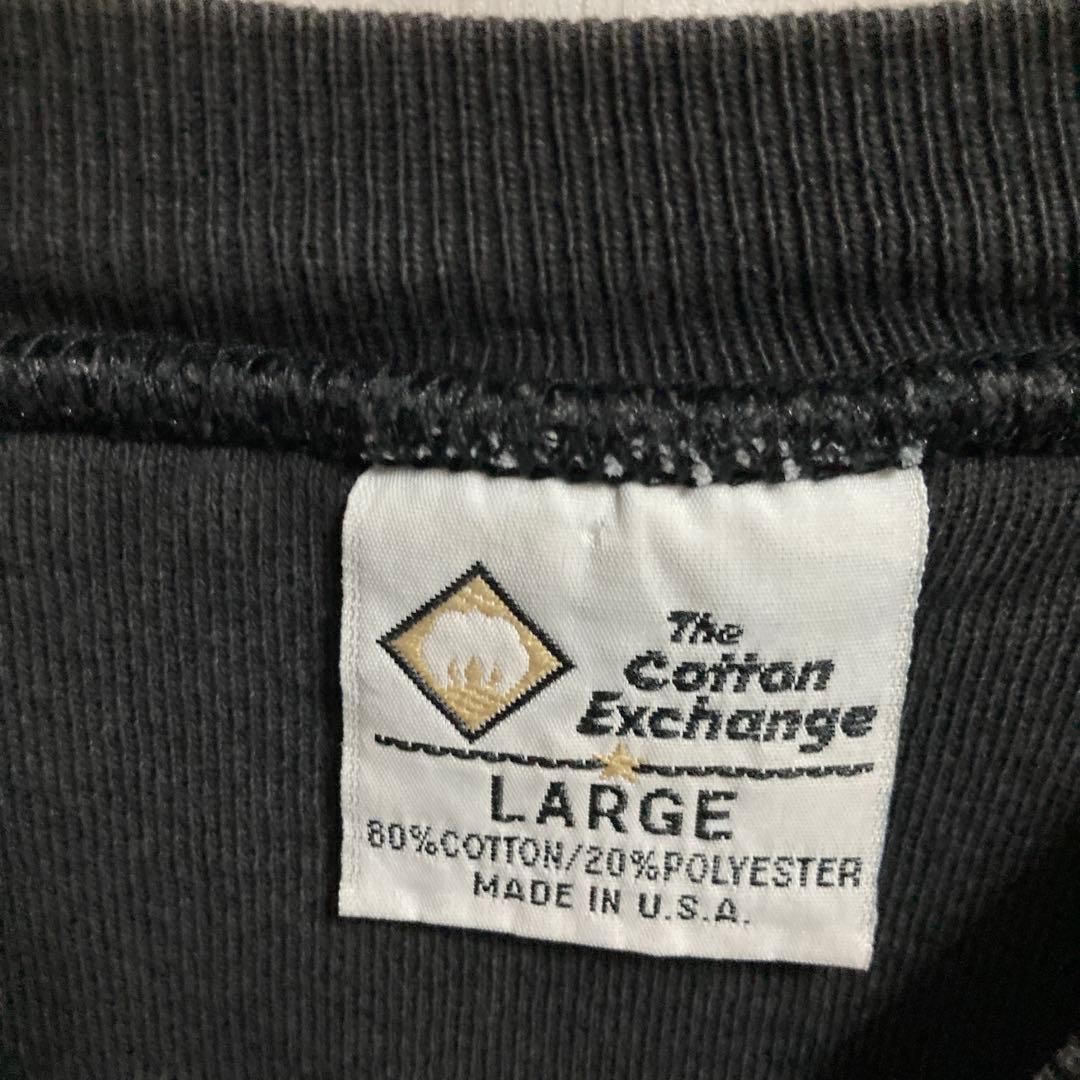 The
Cotton
Exchange
LARGE
80%COTTON/20%POLYESTER
MADE IN U.S.A.